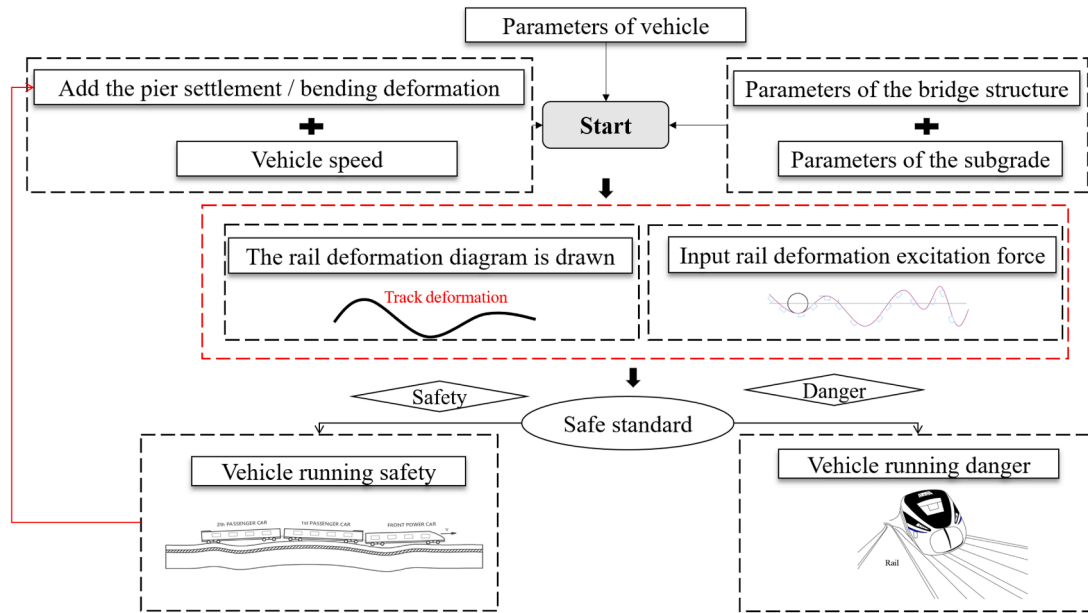 Parameters of vehicle
Add the pier settlement / bending deformation
Vehicle speed
Start
Parameters of the bridge structure
Parameters of the subgrade
The rail deformation diagram is drawn
Track deformation
Input rail deformation excitation force
Safety
Danger
Safe standard
Vehicle running safety
2th PASSENGER CAR
1st PASSENGER CAR
FRONT POWER CAR
Vehicle running danger
Rail